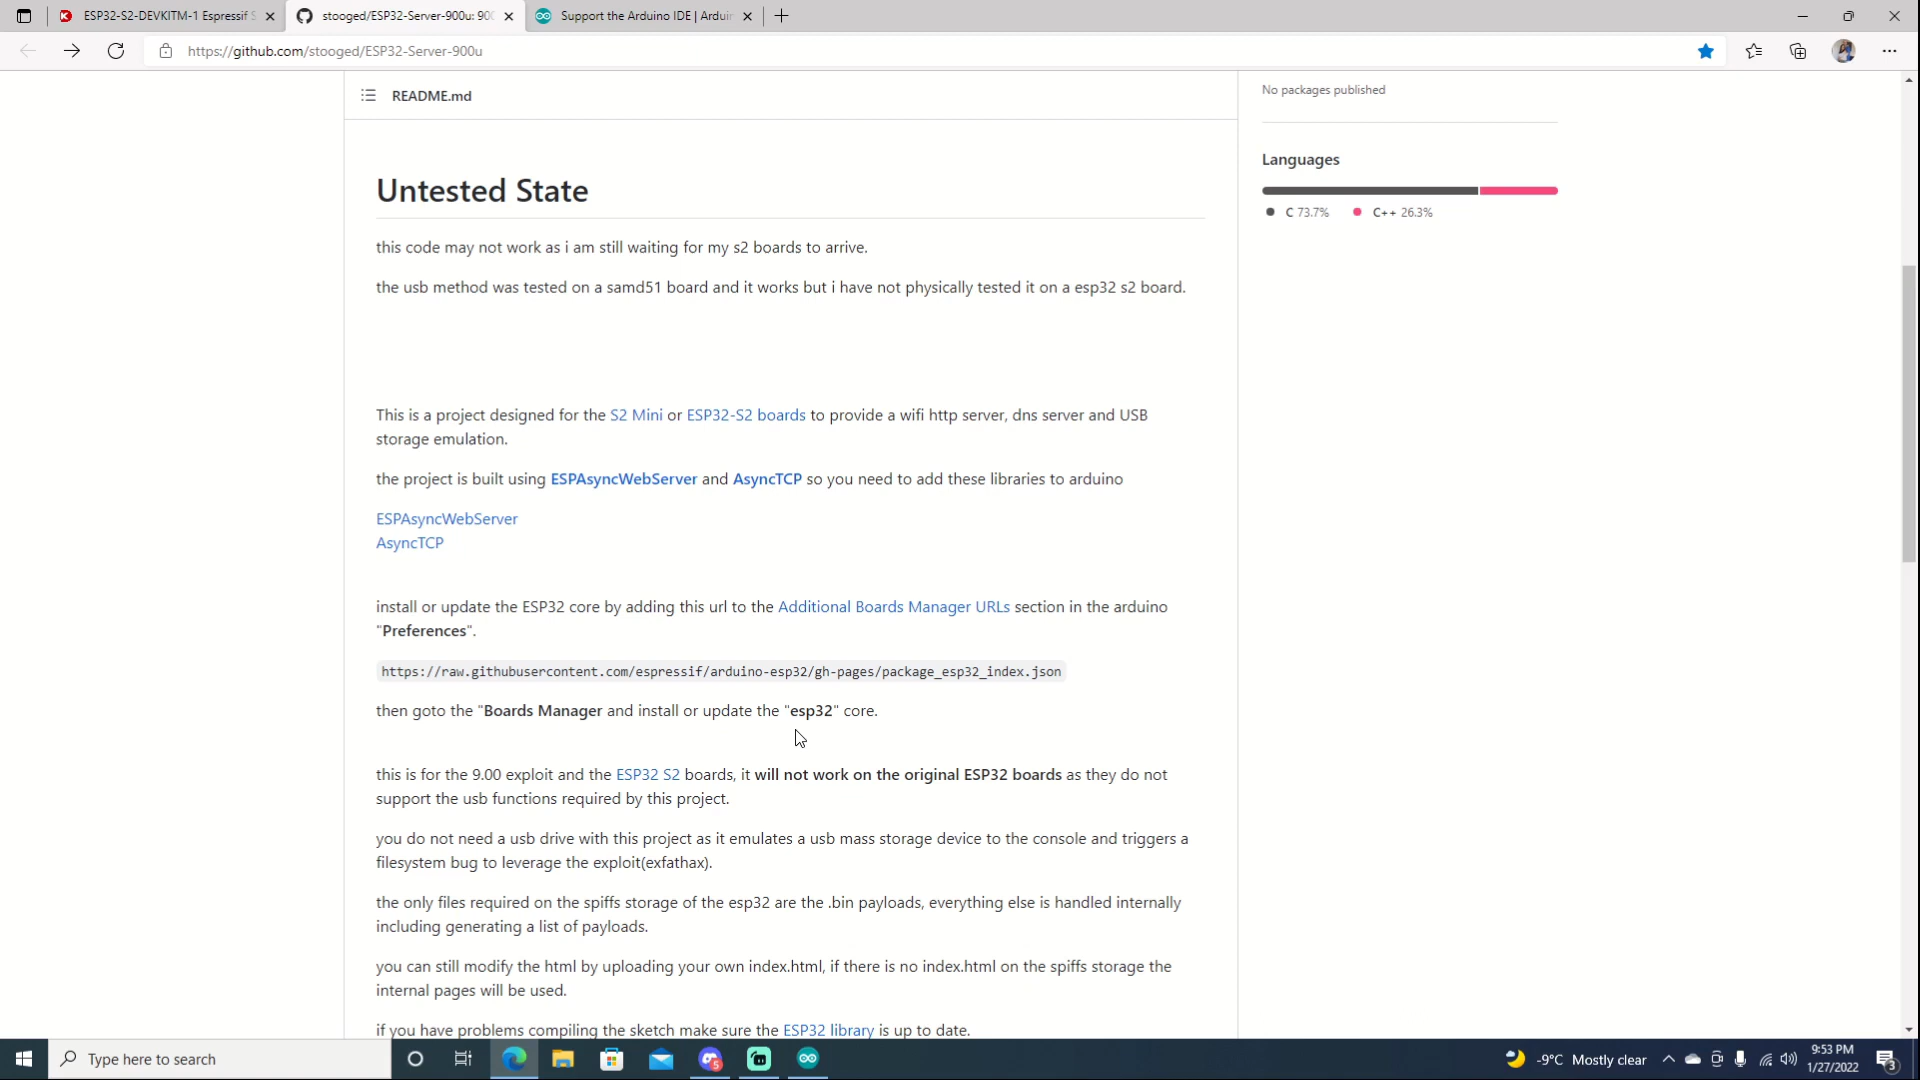 ESP32-S2-DEVKITM-1 Espressif S
stooged/ESP32-Server-900u: 900
Support the Arduino IDE | Arduin
https://github.com/stooged/ESP32-Server-900u
README.md
No packages published
Languages
C 73.7% C++ 26.3%
Untested State
this code may not work as i am still waiting for my s2 boards to arrive.
the usb method was tested on a samd51 board and it works but i have not physically tested it on a esp32 s2 board.
This is a project designed for the S2 Mini or ESP32-S2 boards to provide a wifi http server, dns server and USB
storage emulation.
the project is built using ESPAsyncWebServer and AsyncTCP so you need to add these libraries to arduino
ESPAsyncWebServer
AsyncTCP
install or update the ESP32 core by adding this url to the Additional Boards Manager URLs section in the arduino
"Preferences".
https://raw.githubusercontent.com/espressif/arduino-esp32/gh-pages/package_esp32_index.json
then goto the "Boards Manager and install or update the "esp32" core.
this is for the 9.00 exploit and the ESP32 S2 boards, it will not work on the original ESP32 boards as they do not
support the usb functions required by this project.
you do not need a usb drive with this project as it emulates a usb mass storage device to the console and triggers a
filesystem bug to leverage the exploit(exfathax).
the only files required on the spiffs storage of the esp32 are the .bin payloads, everything else is handled internally
including generating a list of payloads.
you can still modify the html by uploading your own index.html, if there is no index.html on the spiffs storage the
internal pages will be used.
if you have problems compiling the sketch make sure the ESP32 library is up to date.
Type here to search
5
-9°C Mostly clear
9:53 PM
1/27/2022
3